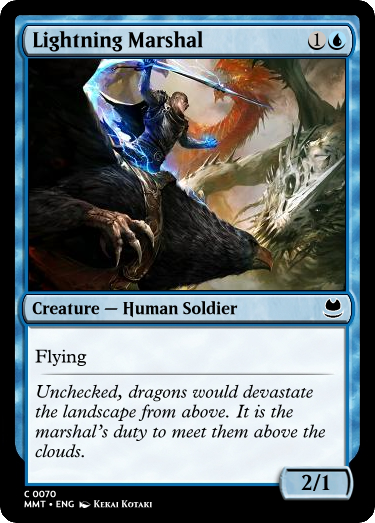 Lightning Marshal 1
Creature — Human Soldier
Flying
Unchecked, dragons would devastate
the landscape from above. It is the
marshal's duty to meet them above the
clouds.
2/1
C 0070
MMT • ENG Kekai Kotaki